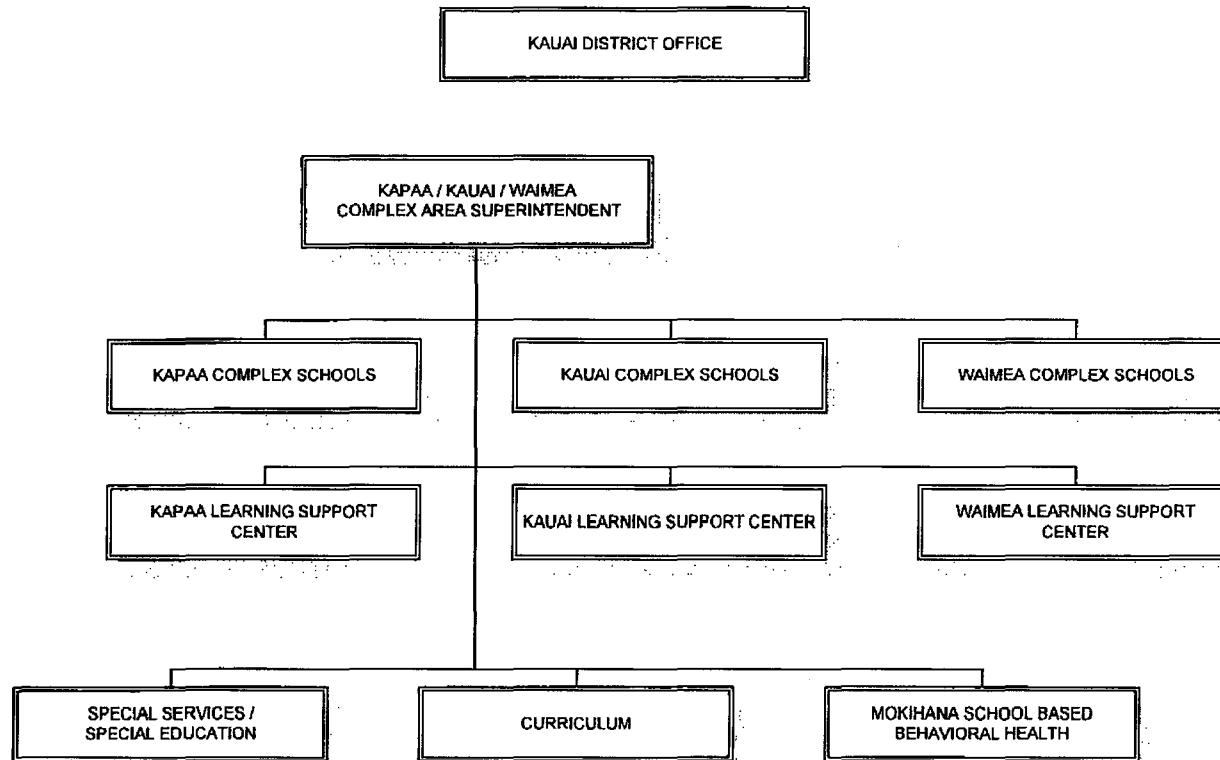 KAUAI DISTRICT OFFICE
KAPAA / KAUAI / WAIMEA
COMPLEX AREA SUPERINTENDENT
KAPAA COMPLEX SCHOOLS
KAUAI COMPLEX SCHOOLS
WAIMEA COMPLEX SCHOOLS
KAPAA LEARNING SUPPORT
CENTER
KAUAI LEARNING SUPPORT CENTER
WAIMEA LEARNING SUPPORT
CENTER
SPECIAL SERVICES /
SPECIAL EDUCATION
CURRICULUM
MOKIHANA SCHOOL BASED
BEHAVIORAL HEALTH